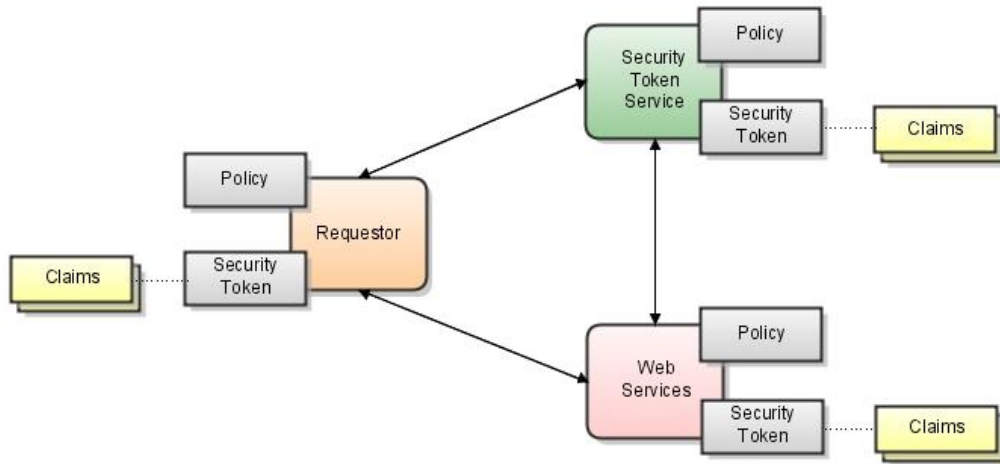 Policy
Security
Token
Service
Security
Token
Claims
Policy
Requestor
Security
Token
Claims
Policy
Web
Services
Security
Token
Claims